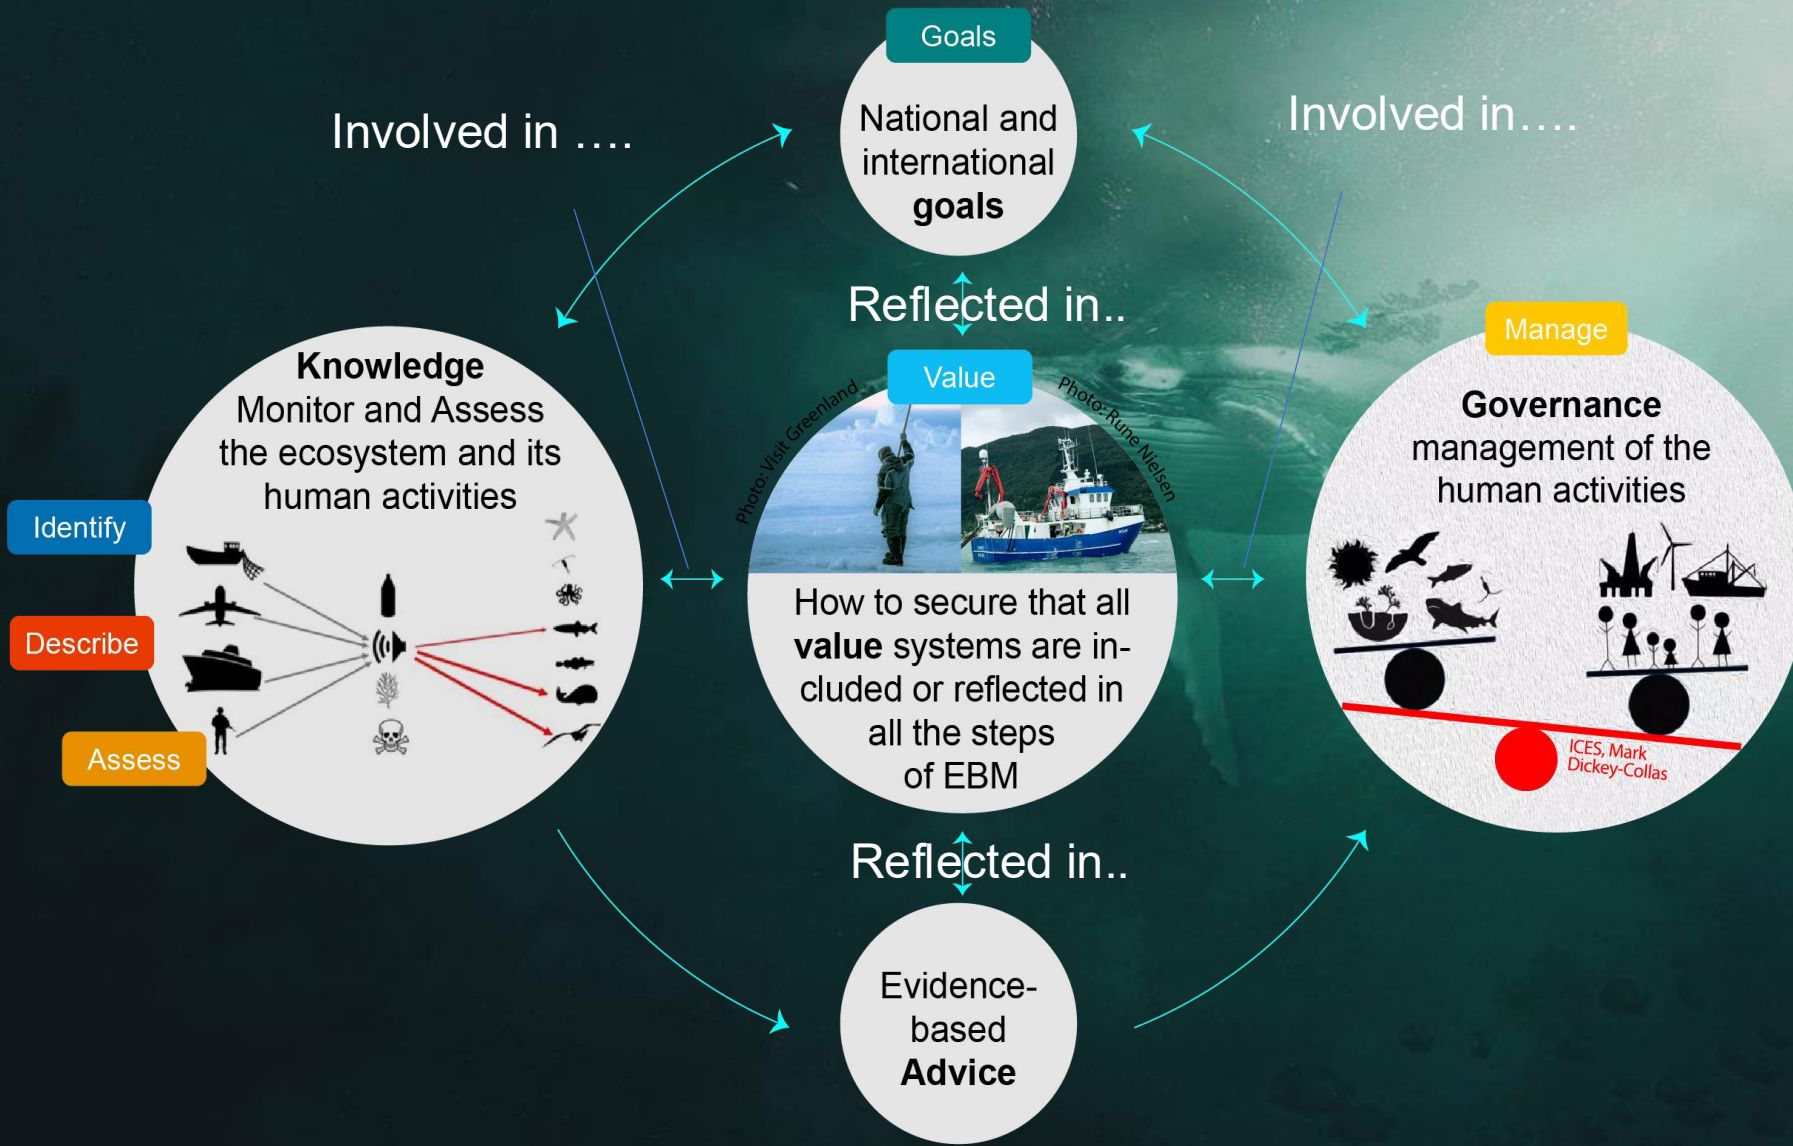 Goals
National and
international
goals
Involved in ….
Involved in….
Reflected in..
Knowledge
Monitor and Assess
the ecosystem and its
human activities
Identify
Describe
Assess
Value
Photo: Visit Greenland
Photo: Rune Nielsen
How to secure that all
value systems are in-
cluded or reflected in
all the steps
of EBM
Manage
Governance
management of the
human activities
ICES, Mark
Dickey-Collas
Reflected in..
Evidence-
based
Advice